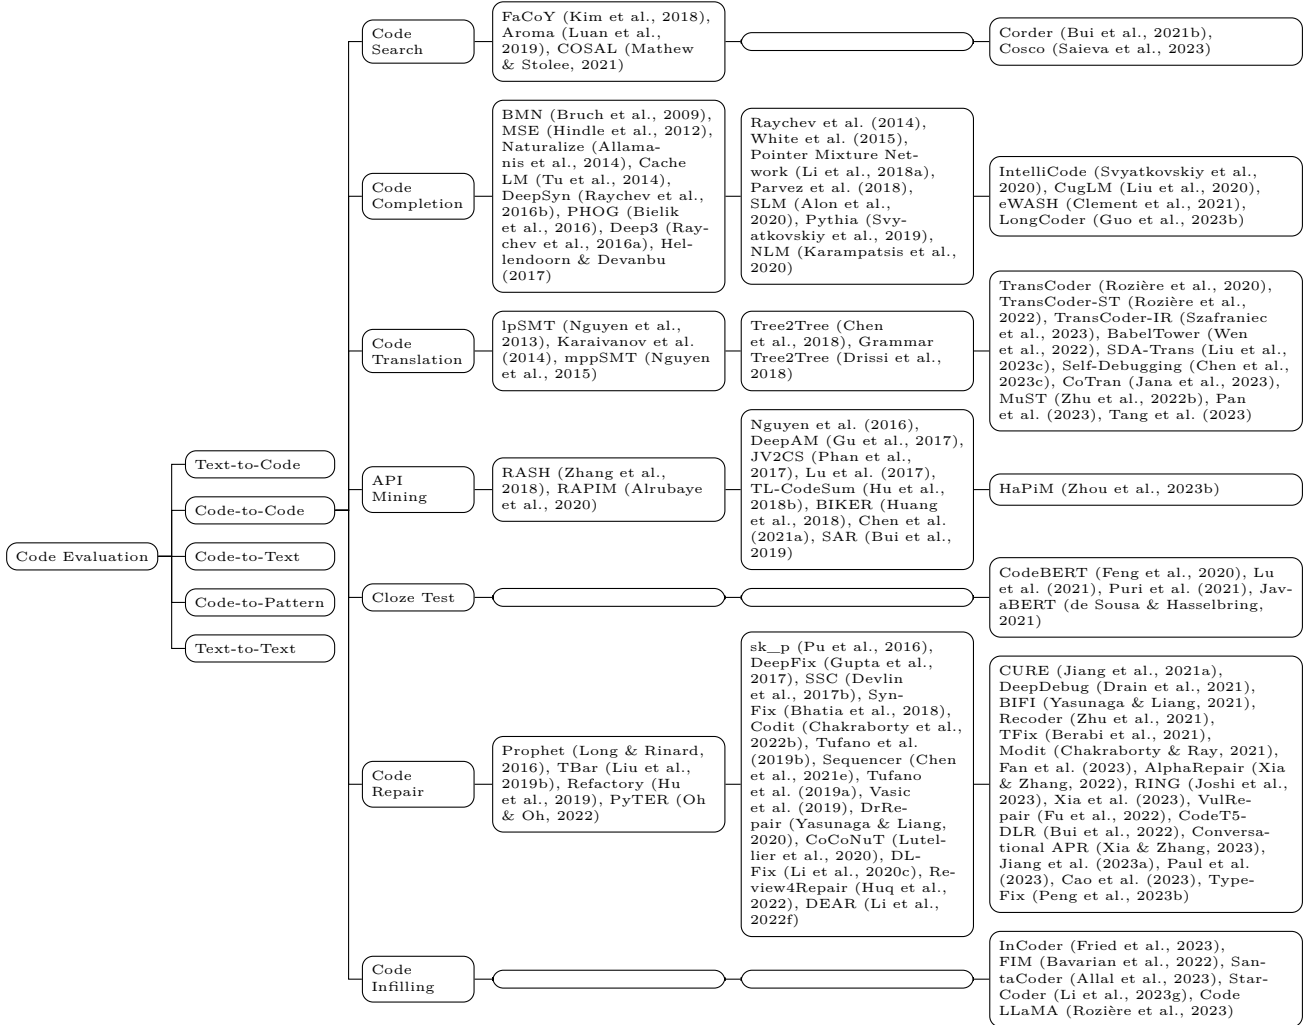 Code Evaluation
Text-to-Code
Code-to-Code
Code-to-Text
Code-to-Pattern
Text-to-Text
Code
Search
FaCoY (Kim et al., 2018),
Aroma (Luan et al.,
2019), COSAL (Mathew
& Stolee, 2021)
Corder (Bui et al., 2021b),
Cosco (Saieva et al., 2023)
Code
Completion
BMN (Bruch et al., 2009),
MSE (Hindle et al., 2012),
Naturalize (Allama-
nis et al., 2014), Cache
LM (Tu et al., 2014),
DeepSyn (Raychev et al.,
2016b), PHOG (Bielik
et al., 2016), Deep3 (Ray-
chev et al., 2016a), Hel-
lendoorn & Devanbu
(2017)
Raychev et al. (2014),
White et al. (2015),
Pointer Mixture Net-
work (Li et al., 2018a),
Parvez et al. (2018),
SLM (Alon et al.,
2020), Pythia (Svy-
atkovskiy et al., 2019),
NLM (Karampatsis et al.,
2020)
IntelliCode (Svyatkovskiy et al.,
2020), CugLM (Liu et al., 2020),
eWASH (Clement et al., 2021),
LongCoder (Guo et al., 2023b)
Code
Translation
lpSMT (Nguyen et al.,
2013), Karaivanov et al.
(2014), mppSMT (Nguyen
et al., 2015)
Tree2Tree (Chen
et al., 2018), Grammar
Tree2Tree (Drissi et al.,
2018)
TransCoder (Rozière et al., 2020),
TransCoder-ST (Rozière et al.,
2022), TransCoder-IR (Szafraniec
et al., 2023), BabelTower (Wen
et al., 2022), SDA-Trans (Liu et al.,
2023c), Self-Debugging (Chen et al.,
2023c), CoTran (Jana et al., 2023),
MuST (Zhu et al., 2022b), Pan
et al. (2023), Tang et al. (2023)
API
Mining
RASH (Zhang et al.,
2018), RAPIM (Alrubaye
et al., 2020)
Nguyen et al. (2016),
DeepAM (Gu et al., 2017),
JV2CS (Phan et al.,
2017), Lu et al. (2017),
TL-CodeSum (Hu et al.,
2018b), BIKER (Huang
et al., 2018), Chen et al.
(2021a), SAR (Bui et al.,
2019)
HaPiM (Zhou et al., 2023b)
Cloze Test
CodeBERT (Feng et al., 2020), Lu
et al. (2021), Puri et al. (2021), Jav-
aBERT (de Sousa & Hasselbring,
2021)
Code
Repair
Prophet (Long & Rinard,
2016), TBar (Liu et al.,
2019b), Refactory (Hu
et al., 2019), PyTER (Oh
& Oh, 2022)
sk_p (Pu et al., 2016),
DeepFix (Gupta et al.,
2017), SSC (Devlin
et al., 2017b), Syn-
Fix (Bhatia et al., 2018),
Codit (Chakraborty et al.,
2022b), Tufano et al.
(2019b), Sequencer (Chen
et al., 2021e), Tufano
et al. (2019a), Vasic
et al. (2019), DrRe-
pair (Yasunaga & Liang,
2020), CoCoNuT (Lutel-
lier et al., 2020), DL-
Fix (Li et al., 2020c), Re-
view4Repair (Huq et al.,
2022), DEAR (Li et al.,
2022f)
CURE (Jiang et al., 2021a),
DeepDebug (Drain et al., 2021),
BIFI (Yasunaga & Liang, 2021),
Recoder (Zhu et al., 2021),
TFix (Berabi et al., 2021),
Modit (Chakraborty & Ray, 2021),
Fan et al. (2023), AlphaRepair (Xia
& Zhang, 2022), RING (Joshi et al.,
2023), Xia et al. (2023), VulRe-
pair (Fu et al., 2022), CodeT5-
DLR (Bui et al., 2022), Conversa-
tional APR (Xia & Zhang, 2023),
Jiang et al. (2023a), Paul et al.
(2023), Cao et al. (2023), Type-
Fix (Peng et al., 2023b)
Code
Infilling
InCoder (Fried et al., 2023),
FIM (Bavarian et al., 2022), San-
taCoder (Allal et al., 2023), Star-
Coder (Li et al., 2023g), Code
LLaMA (Rozière et al., 2023)